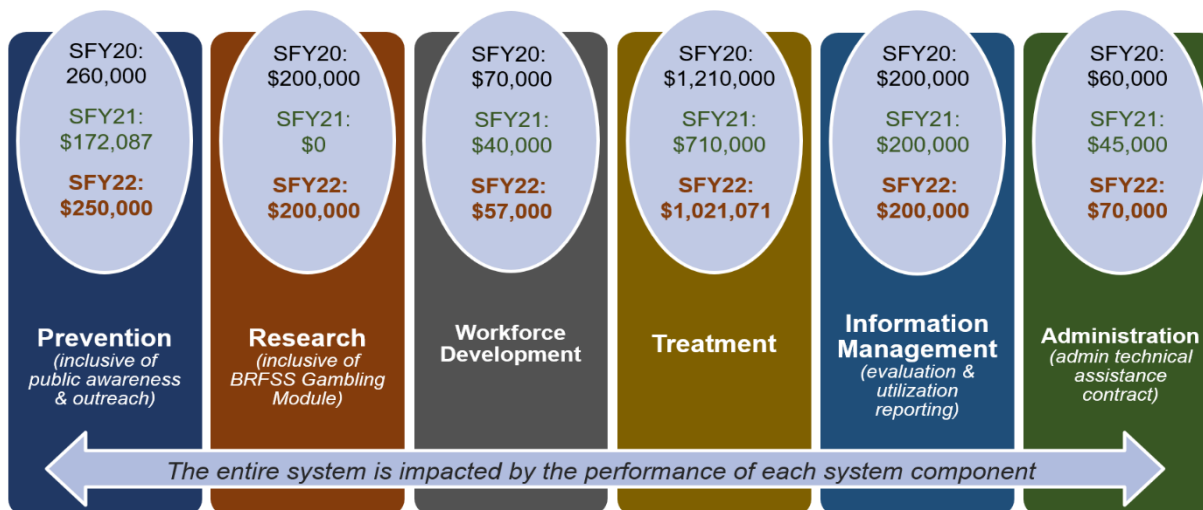 SFY20:
260,000
SFY21:
$172,087
SFY22:
$250,000
Prevention
(inclusive of
public awareness
& outreach)
SFY20:
$200,000
SFY21:
$0
SFY22:
$200,000
Research
(inclusive of
BRFSS Gambling
Module)
SFY20:
$70,000
SFY21:
$40,000
SFY22:
$57,000
Workforce
Development
SFY20:
$1,210,000
SFY21:
$710,000
SFY22:
$1,021,071
Treatment
SFY20:
$200,000
SFY21:
$200,000
SFY22:
$200,000
Information
Management
(evaluation &
utilization
reporting)
SFY20:
$60,000
SFY21:
$45,000
SFY22:
$70,000
Administration
(admin technical
assistance
contract)
The entire system is impacted by the performance of each system component